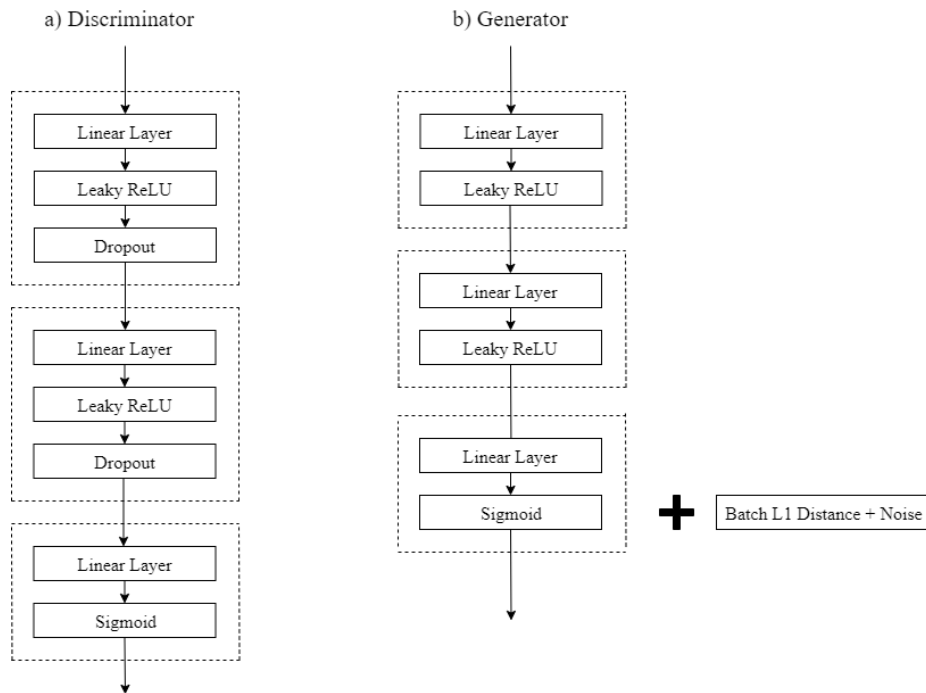 a) Discriminator
Linear Layer
Leaky ReLU
Dropout
Linear Layer
Leaky ReLU
Dropout
Linear Layer
Sigmoid
b) Generator
Linear Layer
Leaky ReLU
Linear Layer
Leaky ReLU
Linear Layer
Sigmoid
+
Batch L1 Distance + Noise